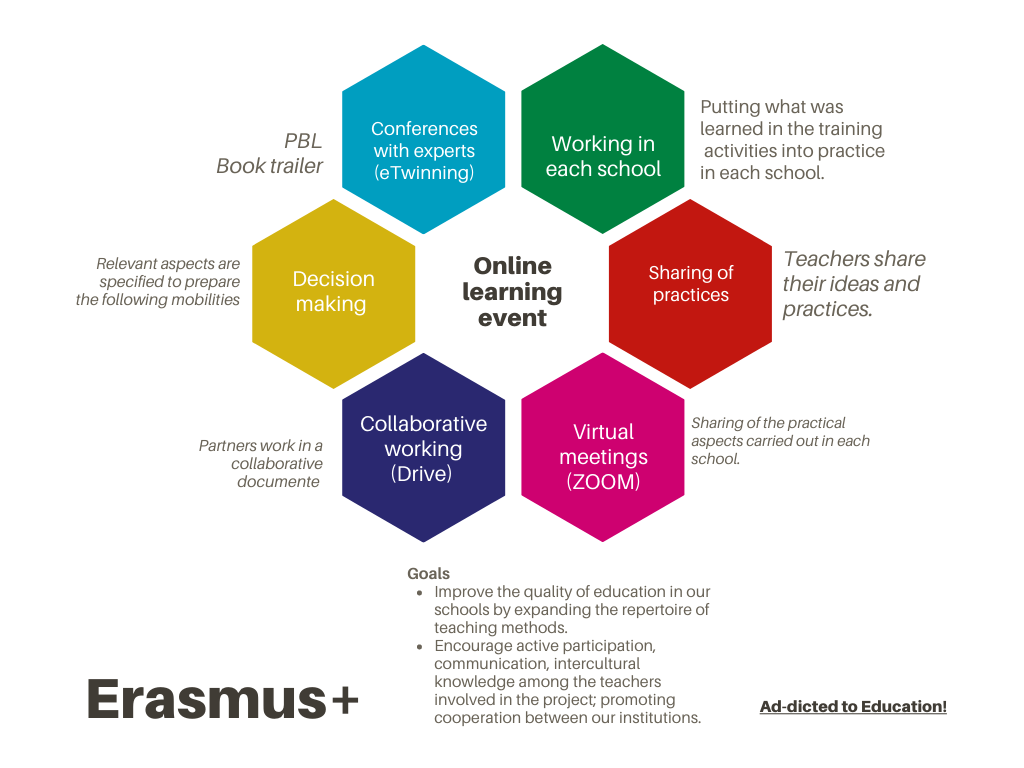 Conferences
with experts
(eTwinning)
PBL
Book trailer
Working in
each school
Putting what was
learned in the training
activities into practice
in each school.
Decision
making
Relevant aspects are
specified to prepare
the following mobilities
Online
learning
event
Sharing of
practices
Teachers share
their ideas and
practices.
Collaborative
working
(Drive)
Partners work in a
collaborative
documente
Virtual
meetings
(ZOOM)
Sharing of the practical
aspects carried out in each
school.
Goals
• Improve the quality of education in our
schools by expanding the repertoire of
teaching methods.
• Encourage active participation,
communication, intercultural
knowledge among the teachers
involved in the project; promoting
cooperation between our institutions.
Erasmus+
Ad-dicted to Education!